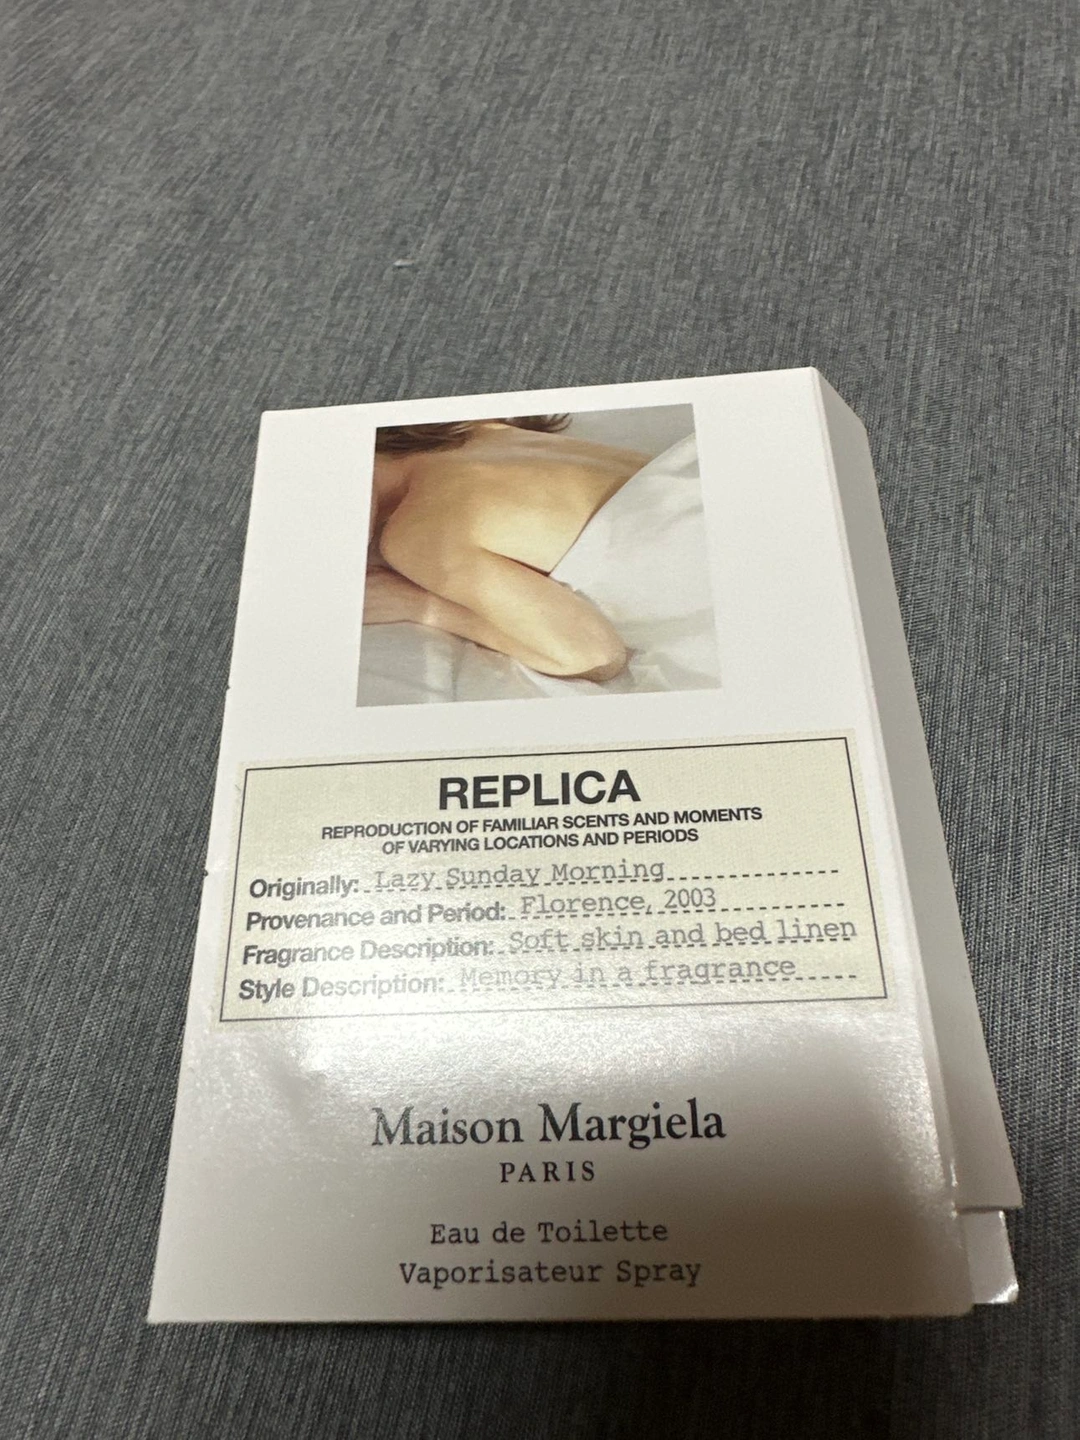 REPLICA
REPRODUCTION OF FAMILIAR SCENTS AND MOMENTS
OF VARYING LOCATIONS AND PERIODS
Originally: Lazy Sunday Morning
Provenance and Period: Florence, 2003
Fragrance Description: Soft skin and bed linen
Style Description: Memory in a fragrance
Maison Margiela
PARIS
Eau de Toilette
Vaporisateur Spray